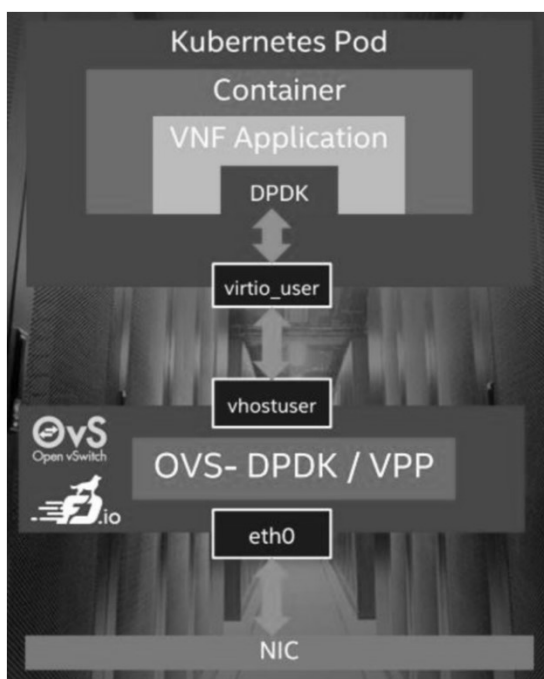 Kubernetes Pod
Container
VNF Application
DPDK
virtio_user
vhostuser
OvS
Open vSwitch
OVS- DPDK / VPP
.io
eth0
NIC